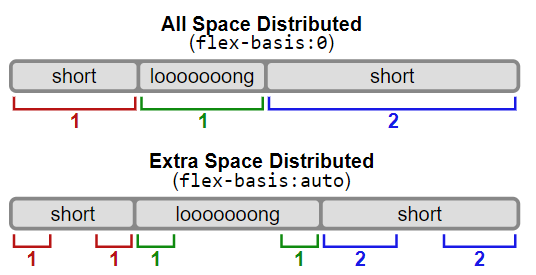 All Space Distributed
(flex-basis:0)
short looooooong short
1 1 2
Extra Space Distributed
(flex-basis:auto)
short looooooong short
1 1 1 1 2 2